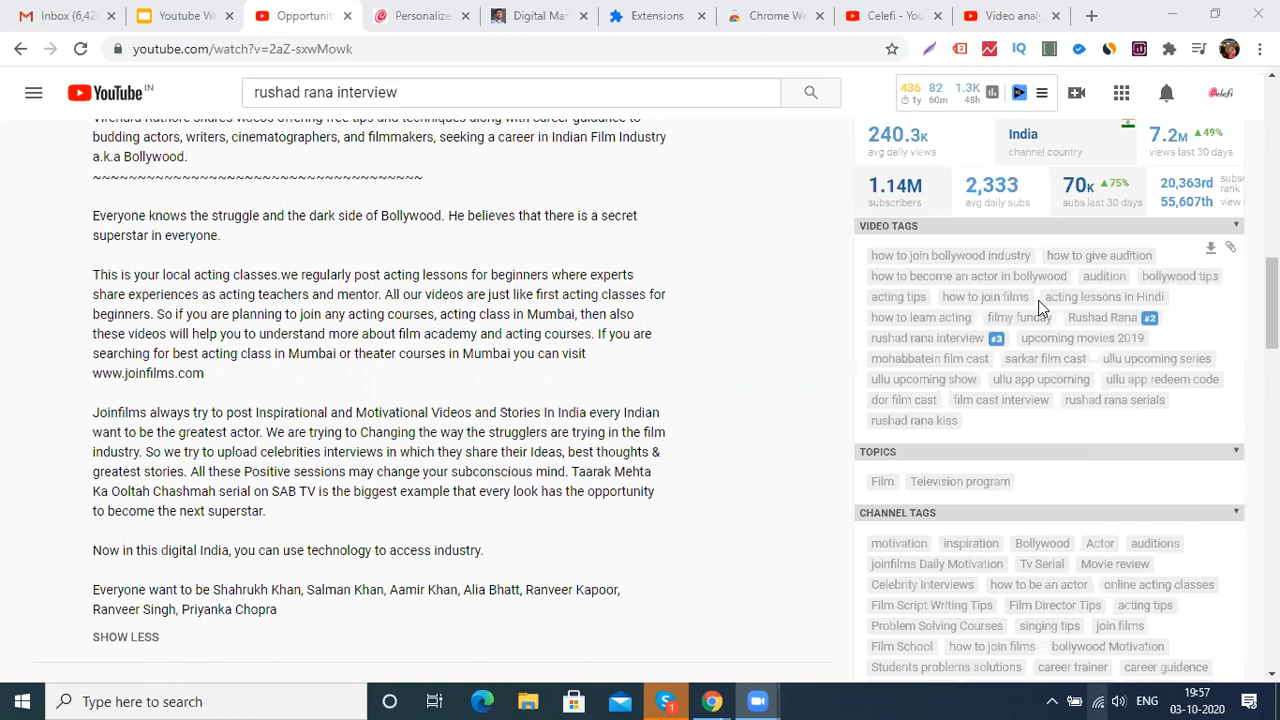 Inbox (6,42
Youtube W
Opportunit
Personalize
Digital Ma
Extensions
Chrome We
Celefi - You
Video anal
youtube.com/watch?v=2aZ-sxwMowk
YouTube IN
rushad rana interview
436 82 1.3K
1y 60m 48h
Celefi
Virendra Rathore shares videos offering free tips and techniques along with career guidance to
budding actors, writers, cinematographers, and filmmakers, seeking a career in Indian Film Industry
a.k.a Bollywood.
~~~~~~~~~~~~~~~~~~~~~~~~~~~~~~~~~~~~
Everyone knows the struggle and the dark side of Bollywood. He believes that there is a secret
superstar in everyone.
This is your local acting classes.we regularly post acting lessons for beginners where experts
share experiences as acting teachers and mentor. All our videos are just like first acting classes for
beginners. So if you are planning to join any acting courses, acting class in Mumbai, then also
these videos will help you to understand more about film academy and acting courses. If you are
searching for best acting class in Mumbai or theater courses in Mumbai you can visit
www.joinfilms.com
Joinfilms always try to post Inspirational and Motivational Videos and Stories In India every Indian
want to be the greatest actor. We are trying to Changing the way the strugglers are trying in the film
industry. So we try to upload celebrities interviews in which they share their Ideas, best thoughts &
greatest stories. All these Positive sessions may change your subconscious mind. Taarak Mehta
Ka Ooltah Chashmah serial on SAB TV is the biggest example that every look has the opportunity
to become the next superstar.
Now in this digital India, you can use technology to access industry.
Everyone want to be Shahrukh Khan, Salman Khan, Aamir Khan, Alia Bhatt, Ranveer Kapoor,
Ranveer Singh, Priyanka Chopra
SHOW LESS
240.3K India 7.2M 49%
avg daily views channel country views last 30 days
1.14M 2,333 70K 75% 20,363rd subs rank
subscribers avg daily subs subs last 30 days 55,607th view
VIDEO TAGS
how to join bollywood industry how to give audition
how to become an actor in bollywood audition bollywood tips
acting tips how to join films acting lessons in Hindi
how to learn acting filmy funday Rushad Rana #2
rushad rana interview #3 upcoming movies 2019
mohabbatein film cast sarkar film cast ullu upcoming series
ullu upcoming show ullu app upcoming ullu app redeem code
dor film cast film cast interview rushad rana serials
rushad rana kiss
TOPICS
Film Television program
CHANNEL TAGS
motivation inspiration Bollywood Actor auditions
joinfilms Daily Motivation Tv Serial Movie review
Celebrity Interviews how to be an actor online acting classes
Film Script Writing Tips Film Director Tips acting tips
Problem Solving Courses singing tips join films
Film School how to join films bollywood Motivation
Students problems solutions career trainer career guidance
Type here to search
ENG
19:57
03-10-2020